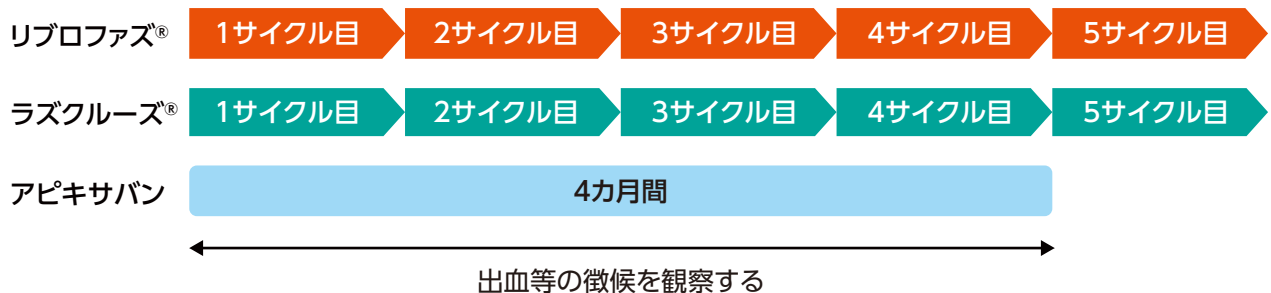 リブロファズ® 1サイクル目 2サイクル目 3サイクル目 4サイクル目 5サイクル目
ラズクルーズ® 1サイクル目 2サイクル目 3サイクル目 4サイクル目 5サイクル目
アピキサバン 4カ月間
出血等の徴候を観察する